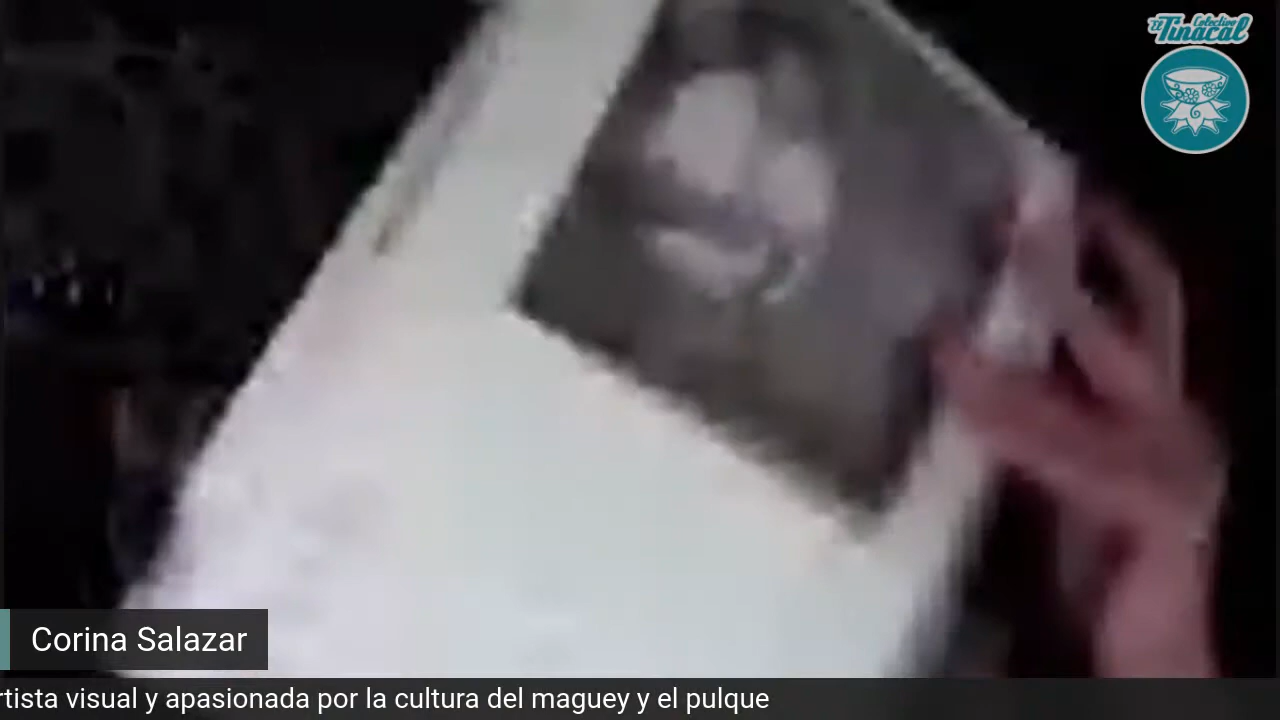 El Colectivo
Tinacal
Corina Salazar
rtista visual y apasionada por la cultura del maguey y el pulque